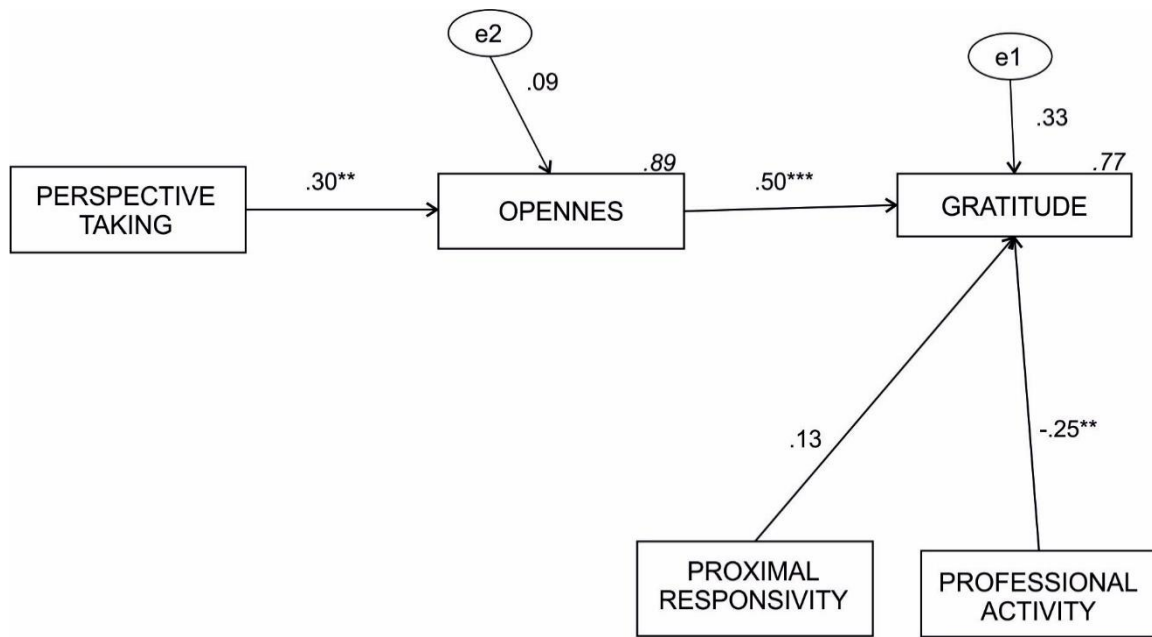 e2
e1
.09
.33
.89
.77
.30**
.50***
PERSPECTIVE
TAKING
OPENNES
GRATITUDE
.13
-.25**
PROXIMAL
RESPONSIVITY
PROFESSIONAL
ACTIVITY